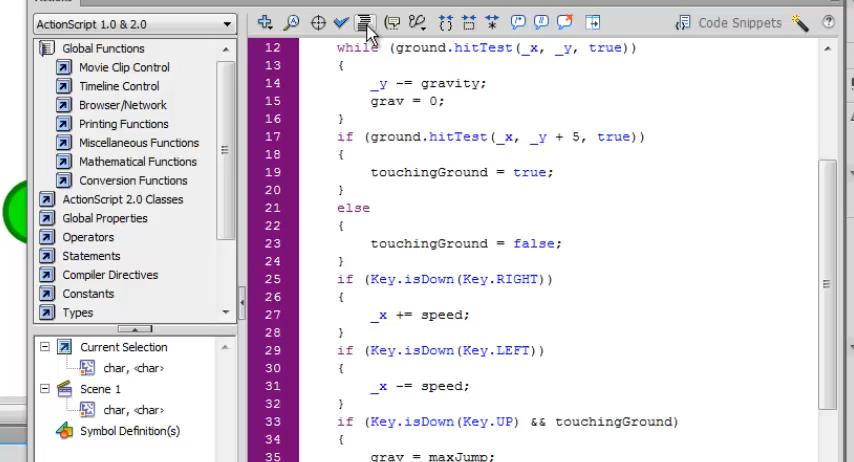 Actions
ActionScript 1.0 & 2.0
Code Snippets
Global Functions
Movie Clip Control
Timeline Control
Browser/Network
Printing Functions
Miscellaneous Functions
Mathematical Functions
Conversion Functions
ActionScript 2.0 Classes
Global Properties
Operators
Statements
Compiler Directives
Constants
Types
Current Selection
char, <char>
Scene 1
char, <char>
Symbol Definition(s)
12 while (ground.hitTest(_x, _y, true))
13 {
14 _y -= gravity;
15 grav = 0;
16 }
17 if (ground.hitTest(_x, _y + 5, true))
18 {
19 touchingGround = true;
20 }
21 else
22 {
23 touchingGround = false;
24 }
25 if (Key.isDown(Key.RIGHT))
26 {
27 _x += speed;
28 }
29 if (Key.isDown(Key.LEFT))
30 {
31 _x -= speed;
32 }
33 if (Key.isDown(Key.UP) && touchingGround)
34 {
35 grav = maxJump;